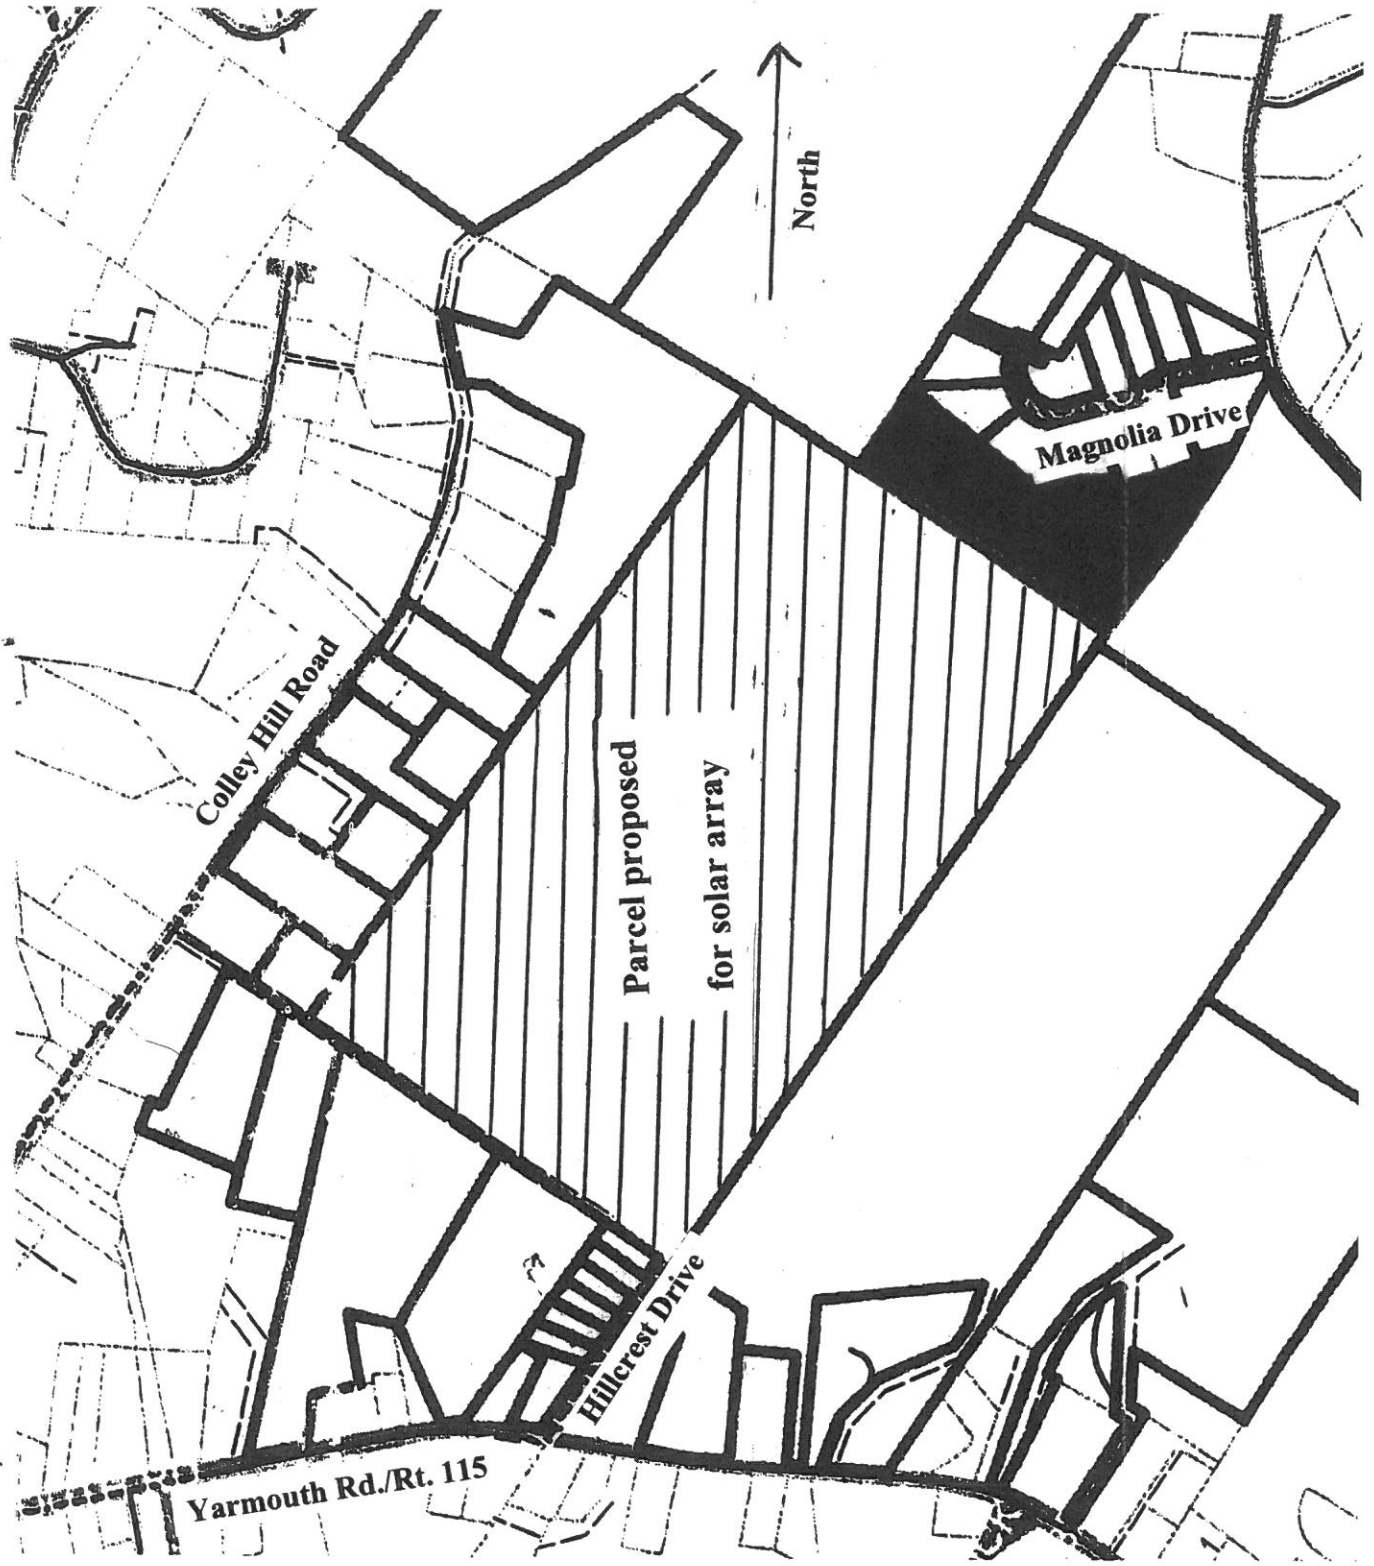 North
Magnolia Drive
Colley Hill Road
Parcel proposed
for solar array
Hillcrest Drive
Yarmouth Rd./Rt. 115